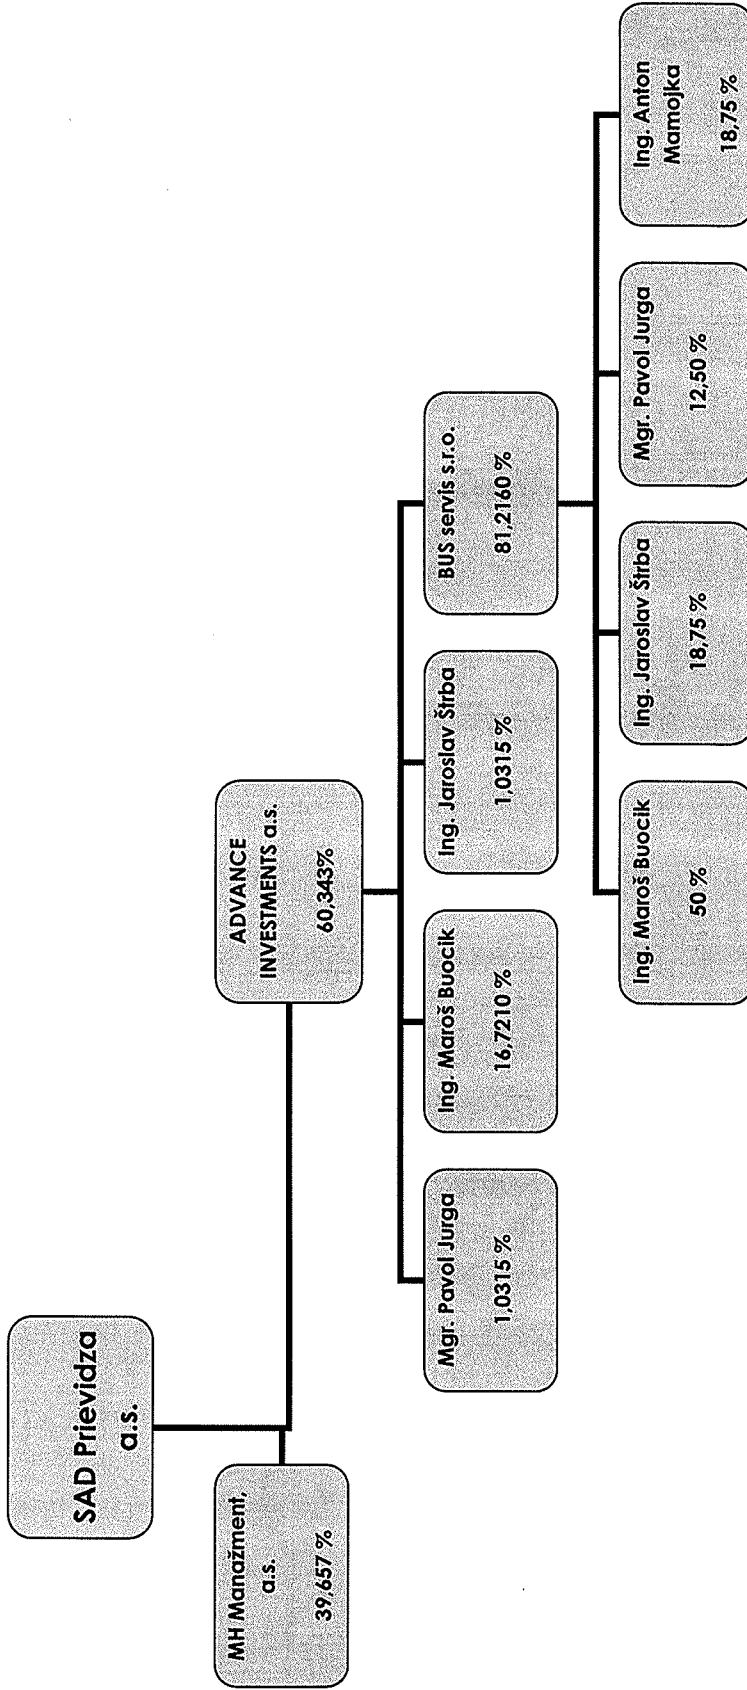 SAD Prievidza
a.s.
MH Manažment,
a.s.
39,657 %
ADVANCE
INVESTMENTS a.s.
60,343%
Mgr. Pavol Jurga
1,0315 %
Ing. Maroš Buocik
16,7210 %
Ing. Jaroslav Štrba
1,0315 %
BUS servis s.r.o.
81,2160 %
Ing. Maroš Buocik
50 %
Ing. Jaroslav Štrba
18,75 %
Mgr. Pavol Jurga
12,50 %
Ing. Anton
Mamojka
18,75 %